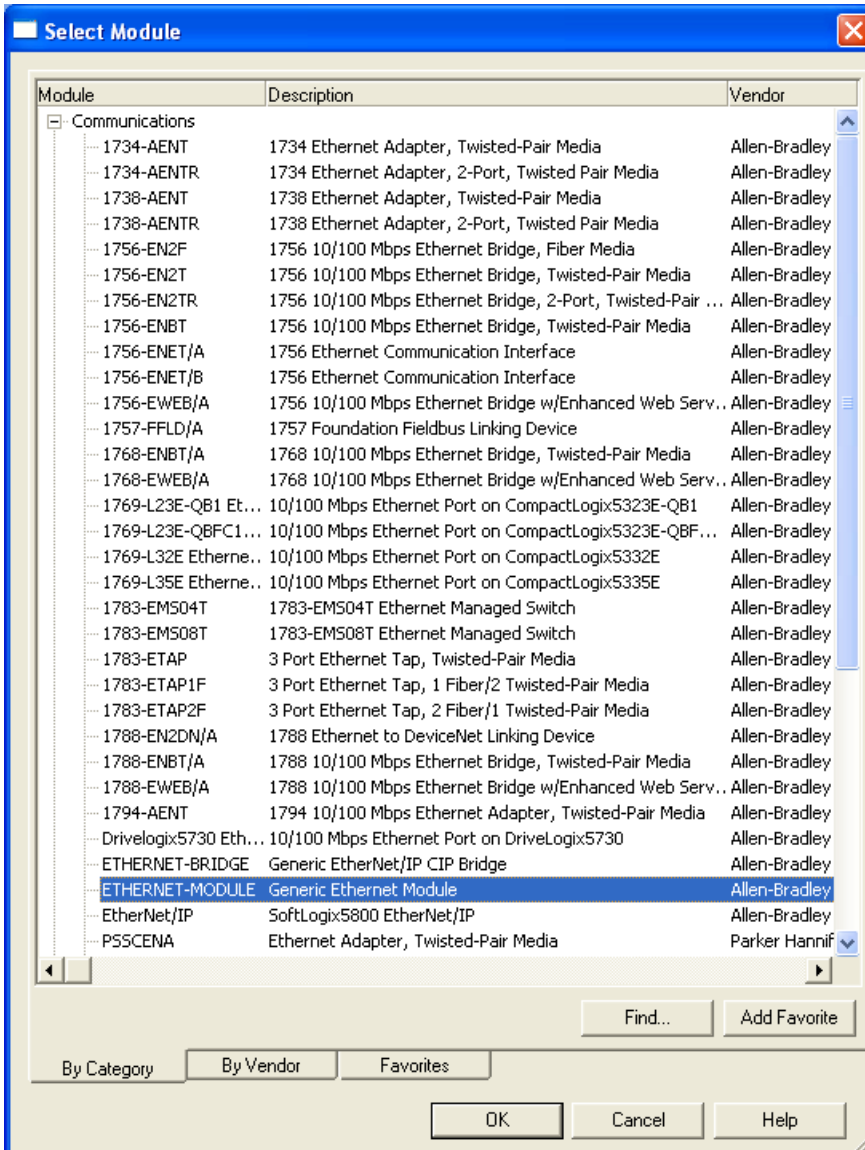 Select Module
Module Description Vendor
Communications
1734-AENT 1734 Ethernet Adapter, Twisted-Pair Media Allen-Bradley
1734-AENTR 1734 Ethernet Adapter, 2-Port, Twisted Pair Media Allen-Bradley
1738-AENT 1738 Ethernet Adapter, Twisted-Pair Media Allen-Bradley
1738-AENTR 1738 Ethernet Adapter, 2-Port, Twisted Pair Media Allen-Bradley
1756-EN2F 1756 10/100 Mbps Ethernet Bridge, Fiber Media Allen-Bradley
1756-EN2T 1756 10/100 Mbps Ethernet Bridge, Twisted-Pair Media Allen-Bradley
1756-EN2TR 1756 10/100 Mbps Ethernet Bridge, 2-Port, Twisted-Pair ... Allen-Bradley
1756-ENBT 1756 10/100 Mbps Ethernet Bridge, Twisted-Pair Media Allen-Bradley
1756-ENET/A 1756 Ethernet Communication Interface Allen-Bradley
1756-ENET/B 1756 Ethernet Communication Interface Allen-Bradley
1756-EWEB/A 1756 10/100 Mbps Ethernet Bridge w/Enhanced Web Serv.. Allen-Bradley
1757-FFLD/A 1757 Foundation Fieldbus Linking Device Allen-Bradley
1768-ENBT/A 1768 10/100 Mbps Ethernet Bridge, Twisted-Pair Media Allen-Bradley
1768-EWEB/A 1768 10/100 Mbps Ethernet Bridge w/Enhanced Web Serv.. Allen-Bradley
1769-L23E-QB1 Et... 10/100 Mbps Ethernet Port on CompactLogix5323E-QB1 Allen-Bradley
1769-L23E-QBFC1... 10/100 Mbps Ethernet Port on CompactLogix5323E-QBF... Allen-Bradley
1769-L32E Etherne.. 10/100 Mbps Ethernet Port on CompactLogix5332E Allen-Bradley
1769-L35E Etherne.. 10/100 Mbps Ethernet Port on CompactLogix5335E Allen-Bradley
1783-EMS04T 1783-EMS04T Ethernet Managed Switch Allen-Bradley
1783-EMS08T 1783-EMS08T Ethernet Managed Switch Allen-Bradley
1783-ETAP 3 Port Ethernet Tap, Twisted-Pair Media Allen-Bradley
1783-ETAP1F 3 Port Ethernet Tap, 1 Fiber/2 Twisted-Pair Media Allen-Bradley
1783-ETAP2F 3 Port Ethernet Tap, 2 Fiber/1 Twisted-Pair Media Allen-Bradley
1788-EN2DN/A 1788 Ethernet to DeviceNet Linking Device Allen-Bradley
1788-ENBT/A 1788 10/100 Mbps Ethernet Bridge, Twisted-Pair Media Allen-Bradley
1788-EWEB/A 1788 10/100 Mbps Ethernet Bridge w/Enhanced Web Serv.. Allen-Bradley
1794-AENT 1794 10/100 Mbps Ethernet Adapter, Twisted-Pair Media Allen-Bradley
Drivelogix5730 Eth... 10/100 Mbps Ethernet Port on DriveLogix5730 Allen-Bradley
ETHERNET-BRIDGE Generic EtherNet/IP CIP Bridge Allen-Bradley
ETHERNET-MODULE Generic Ethernet Module Allen-Bradley
EtherNet/IP SoftLogix5800 EtherNet/IP Allen-Bradley
PSSCENA Ethernet Adapter, Twisted-Pair Media Parker Hannif
Find... Add Favorite
By Category By Vendor Favorites
OK Cancel Help